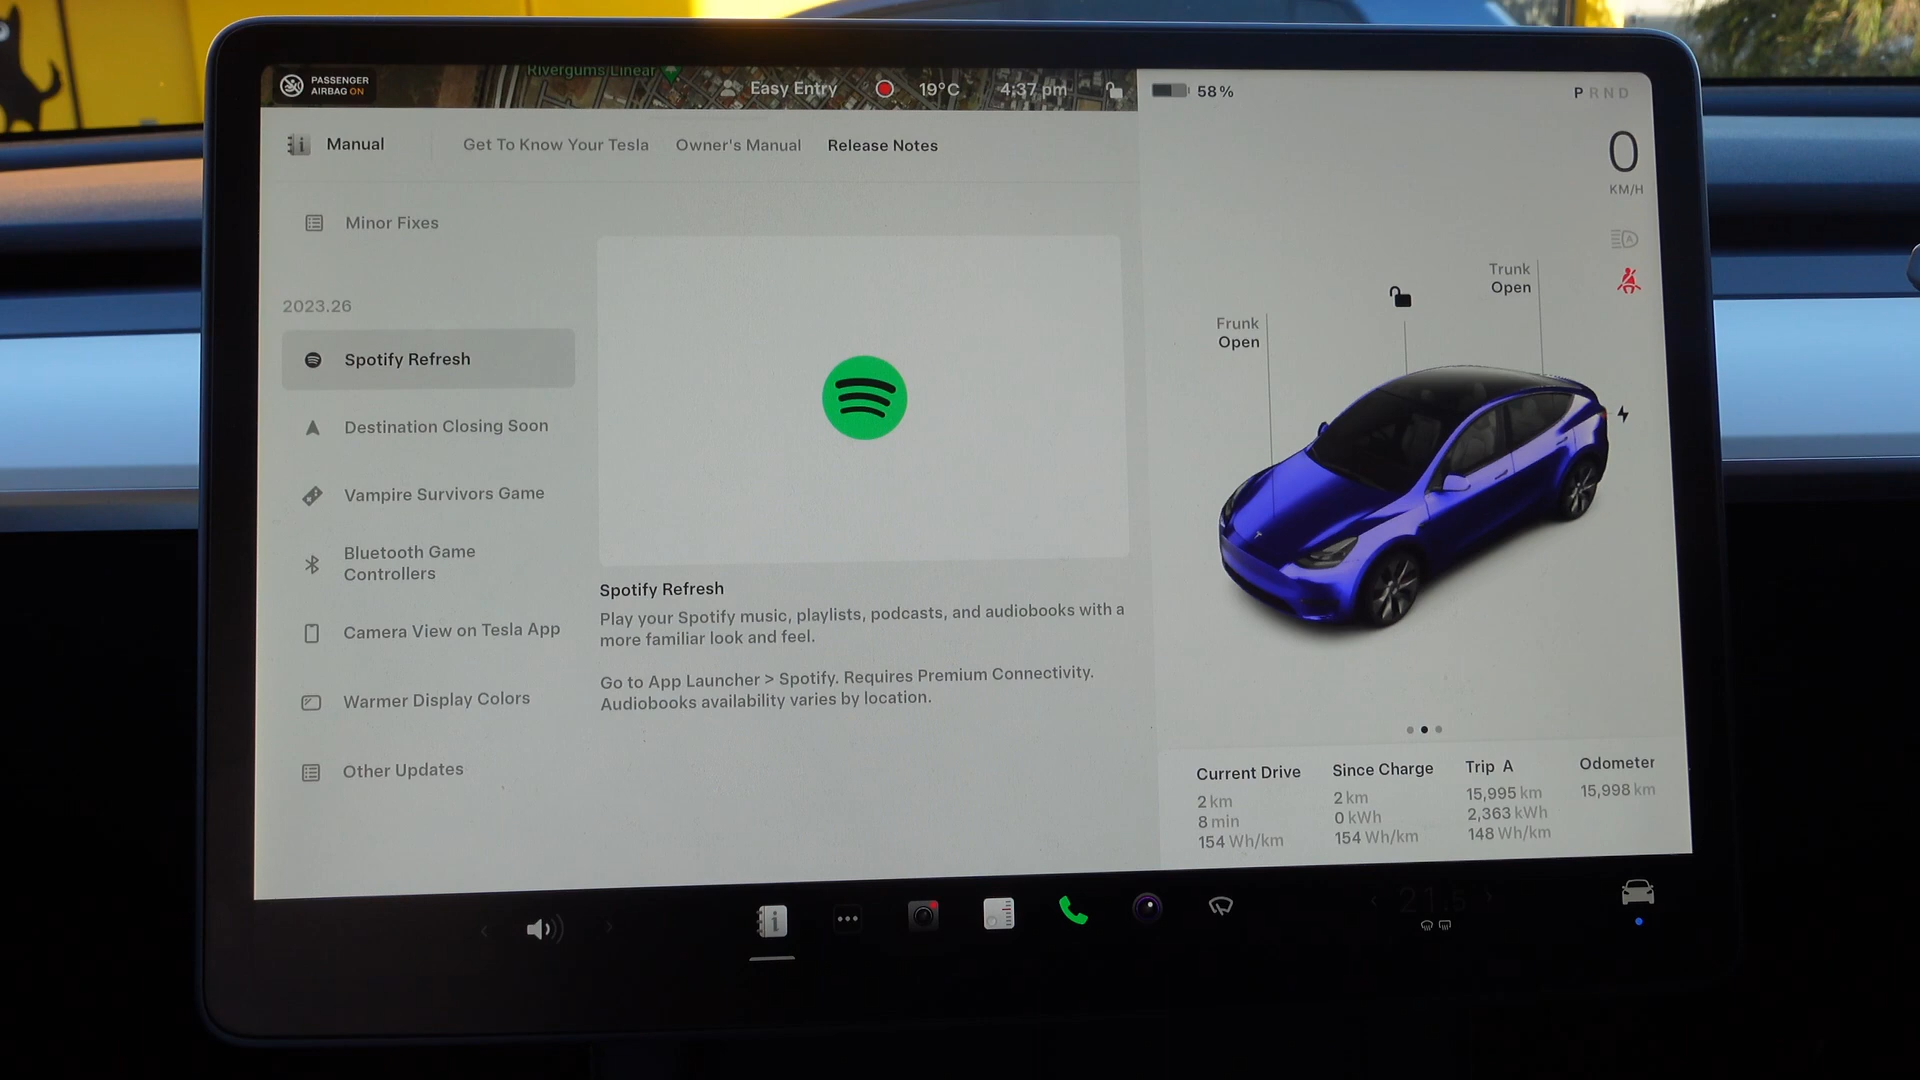 PASSENGER
AIRBAG ON
Rivergums Linear
Easy Entry
19°C
4:37 pm
58%
P R N D
Manual
Get To Know Your Tesla
Owner's Manual
Release Notes
0
KM/H
Minor Fixes
2023.26
Spotify Refresh
Destination Closing Soon
Vampire Survivors Game
Bluetooth Game
Controllers
Camera View on Tesla App
Warmer Display Colors
Other Updates
Spotify Refresh
Play your Spotify music, playlists, podcasts, and audiobooks with a
more familiar look and feel.
Go to App Launcher > Spotify. Requires Premium Connectivity.
Audiobooks availability varies by location.
Frunk
Open
Trunk
Open
Current Drive
2 km
8 min
154 Wh/km
Since Charge
2 km
0 kWh
154 Wh/km
Trip A
15,995 km
2,363 kWh
148 Wh/km
Odometer
15,998 km
21.5